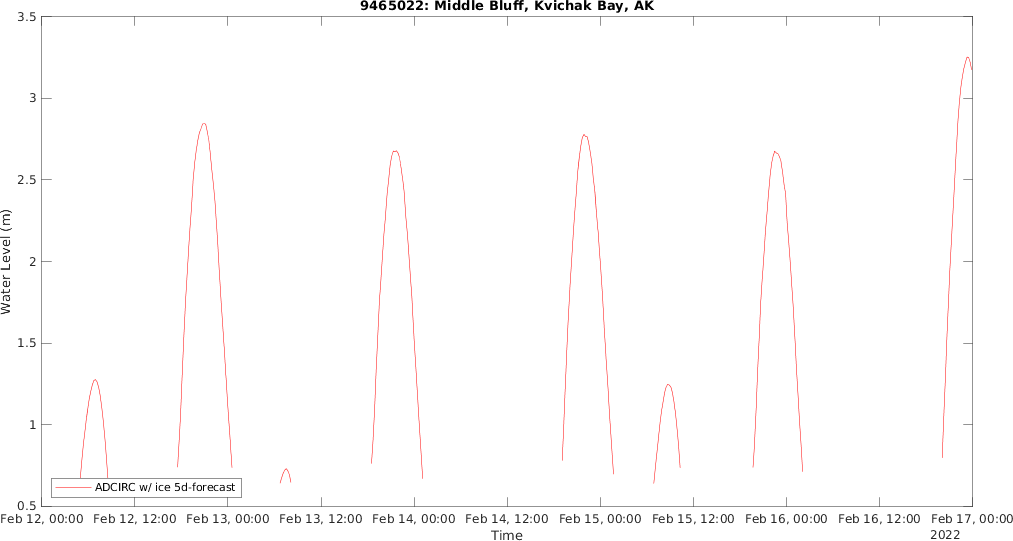 9465022: Middle Bluff, Kvichak Bay, AK
3.5
3
2.5
2
1.5
1
0.5
Water Level (m)
ADCIRC w/ ice 5d-forecast
Feb 12, 00:00 Feb 12, 12:00 Feb 13, 00:00 Feb 13, 12:00 Feb 14, 00:00 Feb 14, 12:00 Feb 15, 00:00 Feb 15, 12:00 Feb 16, 00:00 Feb 16, 12:00 Feb 17, 00:00
Time
2022